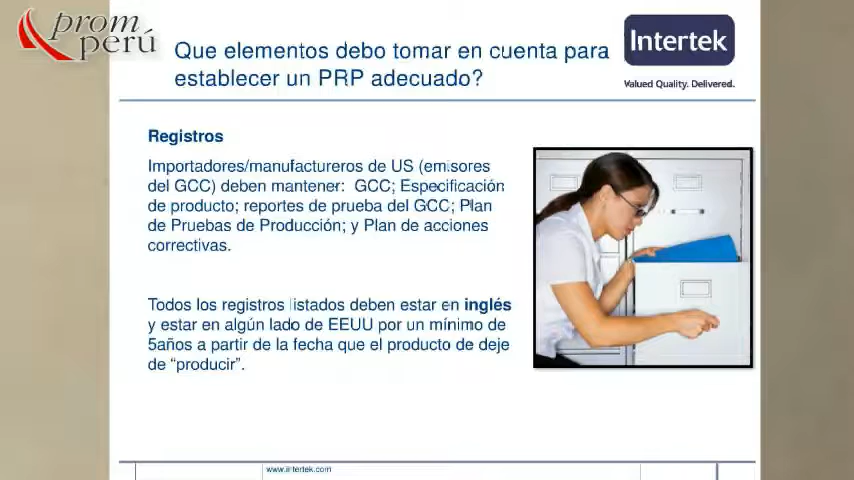 prom
perú
Que elementos debo tomar en cuenta para
establecer un PRP adecuado?
Intertek
Valued Quality. Delivered.
Registros
Importadores/manufactureros de US (emisores
del GCC) deben mantener: GCC; Especificación
de producto; reportes de prueba del GCC; Plan
de Pruebas de Producción; y Plan de acciones
correctivas.
Todos los registros listados deben estar en inglés
y estar en algún lado de EEUU por un mínimo de
5años a partir de la fecha que el producto de deje
de “producir”.
www.intertek.com